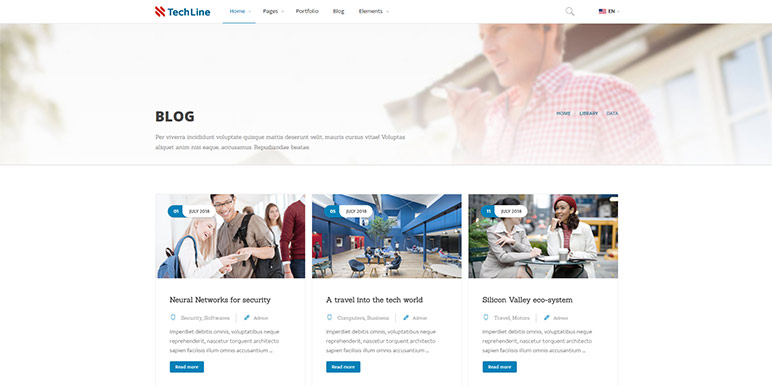 TechLine
Home Pages Portfolio Blog Elements EN
BLOG
HOME LIBRARY DATA
Per viverra incididunt voluptate quisque mattis deserunt velit, mauris cursus vitae! Voluptas
aliquet anim nisi eaque, accusamus. Repudiandae beatae.
01 JULY 2018
05 JULY 2018
11 JULY 2018
Neural Networks for security
Security, Softwares Admin
Imperdiet debitis omnis, voluptatibus neque
reprehenderit, nascetur torquent architecto
sapien facilisis illum omnis accusantium ...
Read more
A travel into the tech world
Computers, Business Admin
Imperdiet debitis omnis, voluptatibus neque
reprehenderit, nascetur torquent architecto
sapien facilisis illum omnis accusantium ...
Read more
Silicon Valley eco-system
Travel, Motors Admin
Imperdiet debitis omnis, voluptatibus neque
reprehenderit, nascetur torquent architecto
sapien facilisis illum omnis accusantium ...
Read more